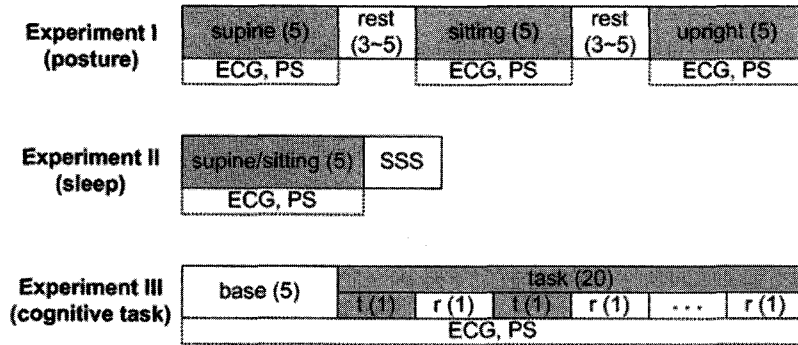 Experiment I
(posture)
supine (5)
rest
(3~5)
sitting (5)
rest
(3~5)
upright (5)
ECG, PS
ECG, PS
ECG, PS
Experiment II
(sleep)
supine/sitting (5)
SSS
ECG, PS
Experiment III
(cognitive task)
base (5)
task (20)
t (1)
r (1)
t (1)
r (1)
...
r (1)
ECG, PS